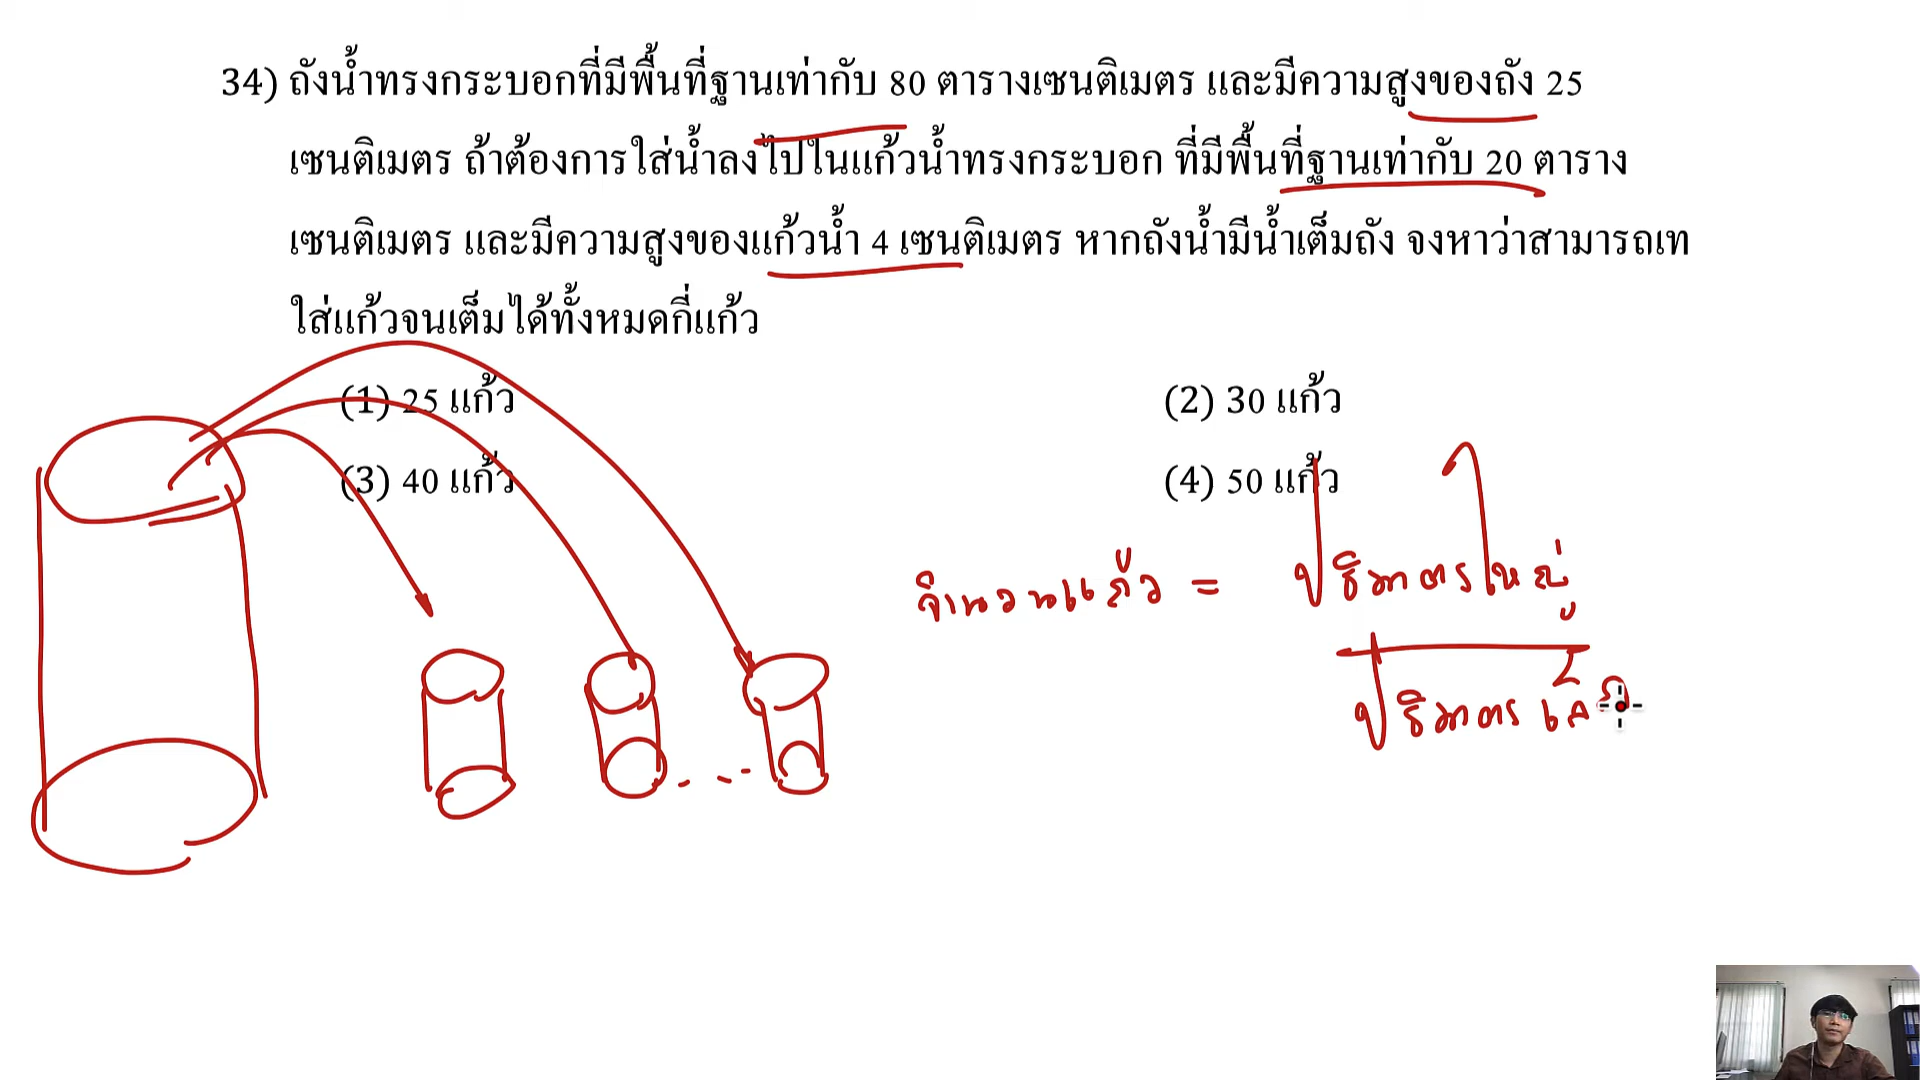 34) ถังน้ำทรงกระบอกที่มีพื้นที่ฐานเท่ากับ 80 ตารางเซนติเมตร และมีความสูงของถัง 25
เซนติเมตร ถ้าต้องการใส่น้ำลงไปในแก้วน้ำทรงกระบอก ที่มีพื้นที่ฐานเท่ากับ 20 ตาราง
เซนติเมตร และมีความสูงของแก้วน้ำ 4 เซนติเมตร หากถังน้ำมีน้ำเต็มถัง จงหาว่าสามารถเท
ใส่แก้วจนเต็มได้ทั้งหมดกี่แก้ว
(1) 25 แก้ว (2) 30 แก้ว
(3) 40 แก้ว (4) 50 แก้ว
จำนวนแก้ว = ปริมาตรใหญ่
ปริมาตรเล็ก